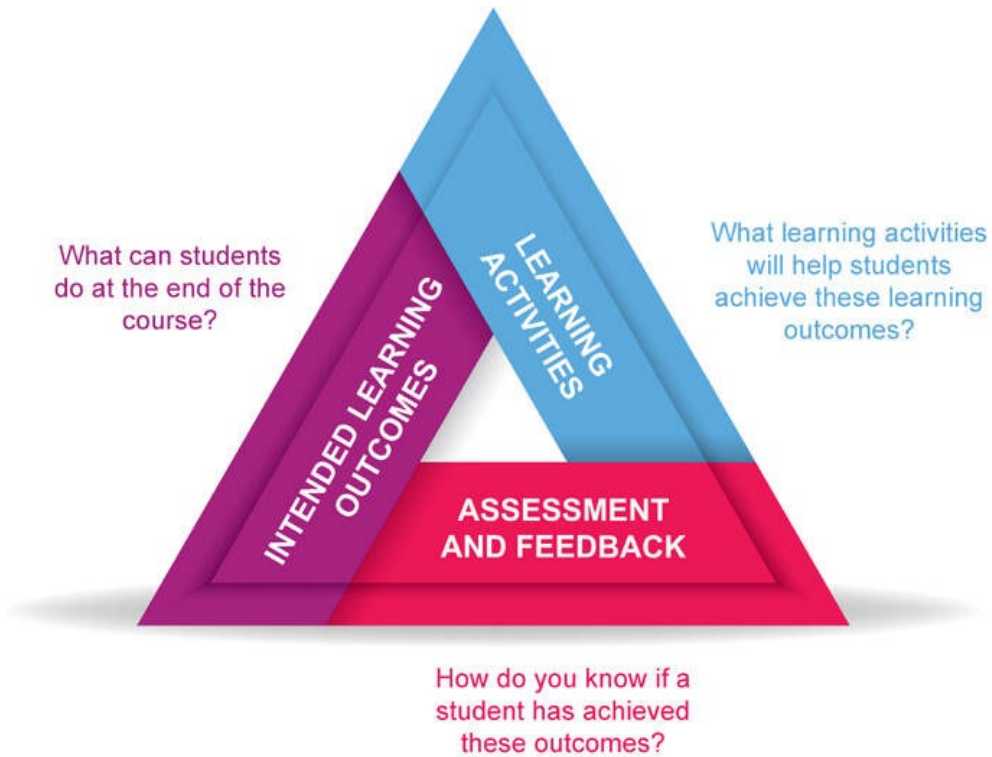 What can students
do at the end of the
course?
INTENDED LEARNING
OUTCOMES
LEARNING
ACTIVITIES
What learning activities
will help students
achieve these learning
outcomes?
ASSESSMENT
AND FEEDBACK
How do you know if a
student has achieved
these outcomes?